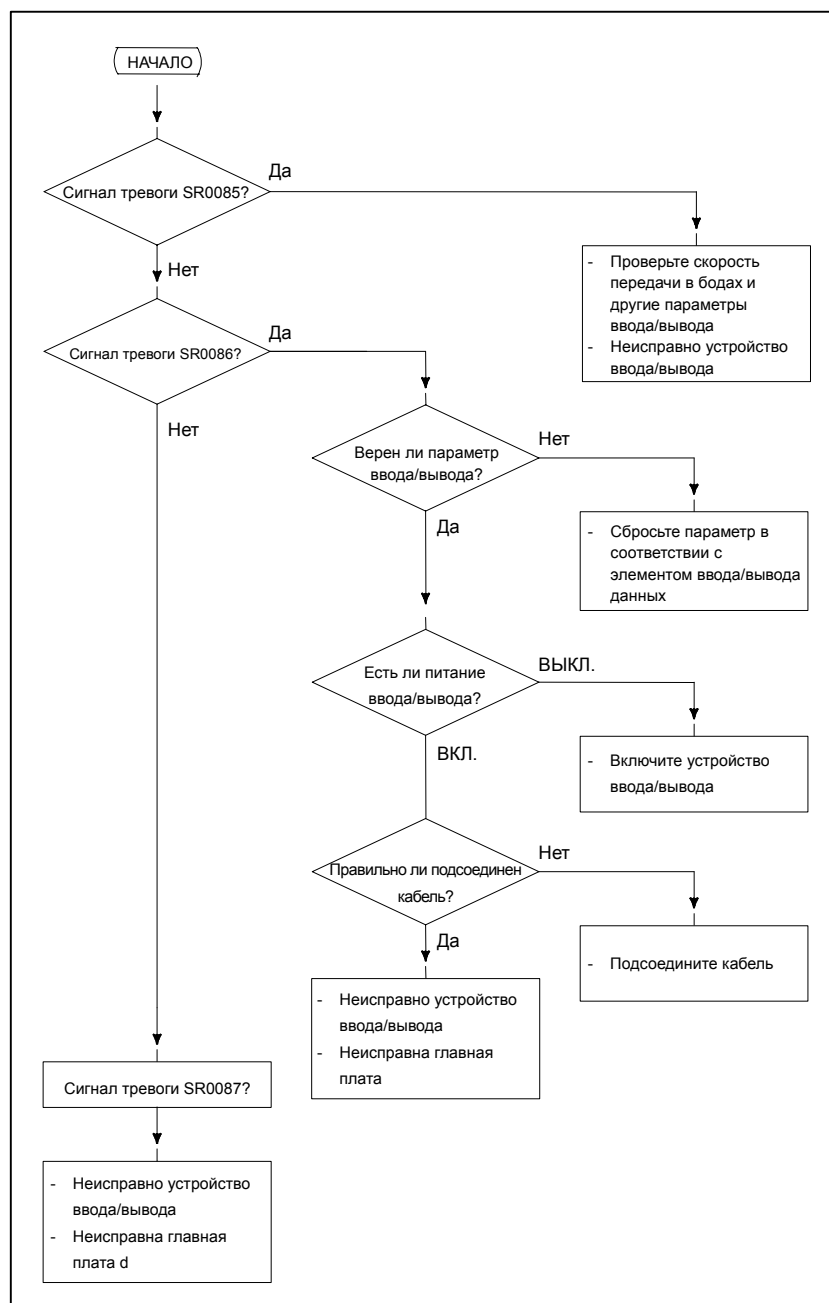 НАЧАЛО
Сигнал тревоги SR0085?
Да
Нет
- Проверьте скорость
передачи в бодах и
другие параметры
ввода/вывода
- Неисправно устройство
ввода/вывода
Сигнал тревоги SR0086?
Да
Нет
Верен ли параметр
ввода/вывода?
Нет
Да
- Сбросьте параметр в
соответствии с
элементом ввода/вывода
данных
Есть ли питание
ввода/вывода?
ВЫКЛ.
ВКЛ.
- Включите устройство
ввода/вывода
Правильно ли подсоединен
кабель?
Нет
Да
- Подсоедините кабель
- Неисправно устройство
ввода/вывода
- Неисправна главная
плата
Сигнал тревоги SR0087?
- Неисправно устройство
ввода/вывода
- Неисправна главная
плата d